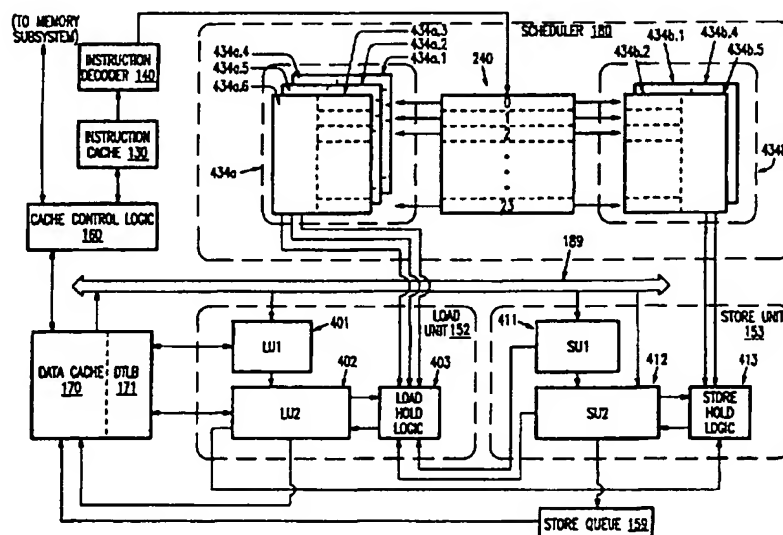 (TO MEMORY
SUBSYSTEM)
INSTRUCTION
DECODER 140
INSTRUCTION
CACHE 130
CACHE CONTROL LOGIC
160
SCHEDULER 180
434a.3
434a.4
434a.2
434a.5
434a.1
434a.6
434a
240
0
1
2
23
434b.1
434b.2
434b.4
434b.5
189
DATA CACHE
170
DTLB
171
LOAD
UNIT 152
401
LU1
402
LU2
403
LOAD
HOLD
LOGIC
STORE UNIT
153
411
SU1
412
SU2
413
STORE
HOLD
LOGIC
STORE QUEUE 159